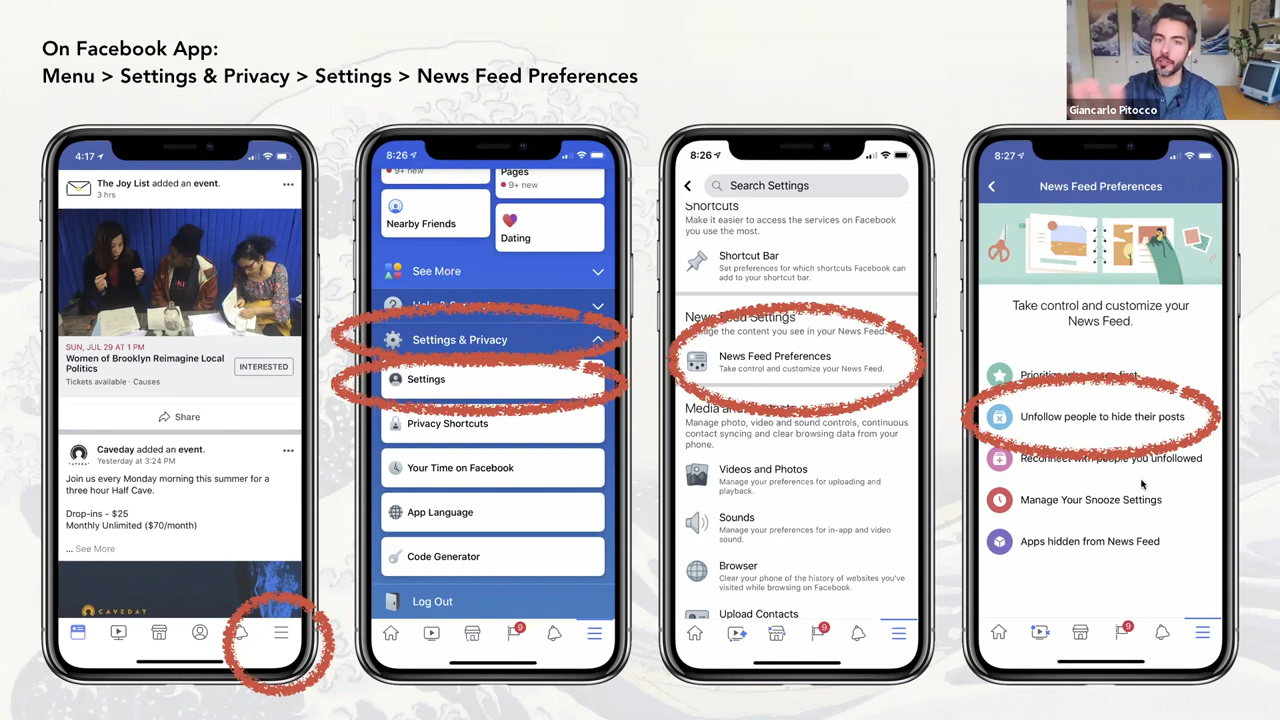 On Facebook App:
Menu > Settings & Privacy > Settings > News Feed Preferences
Giancarlo Pitocco
4:17
The Joy List added an event.
3 hrs
SUN, JUL 29 AT 1 PM
Women of Brooklyn Reimagine Local
Politics
Tickets available · Causes
INTERESTED
Share
Caveday added an event.
Yesterday at 3:24 PM
Join us every Monday morning this summer for a
three hour Half Cave.
Drop-ins - $25
Monthly Unlimited ($70/month)
... See More
CAVEDAY
8:26
9+ new
Pages
9+ new
Nearby Friends
Dating
See More
Settings & Privacy
Settings
Privacy Shortcuts
Your Time on Facebook
App Language
Code Generator
Log Out
9
8:26
Search Settings
Shortcuts
Make it easier to access the services on Facebook
you use the most.
Shortcut Bar
Set preferences for which shortcuts Facebook can
add to your shortcut bar.
News Feed Settings
Manage the content you see in your News Feed.
News Feed Preferences
Take control and customize your News Feed.
Media and
Manage photo, video and sound controls, continuous
contact syncing and clear browsing data from your
phone.
Videos and Photos
Manage your preferences for uploading and
playback.
Sounds
Manage your preferences for in-app and video
sound.
Browser
Clear your phone of the history of websites you've
visited while browsing on Facebook.
Upload Contacts
9
8:27
News Feed Preferences
Take control and customize your
News Feed.
Unfollow people to hide their posts
Reconnect with people you unfollowed
Manage Your Snooze Settings
Apps hidden from News Feed
9